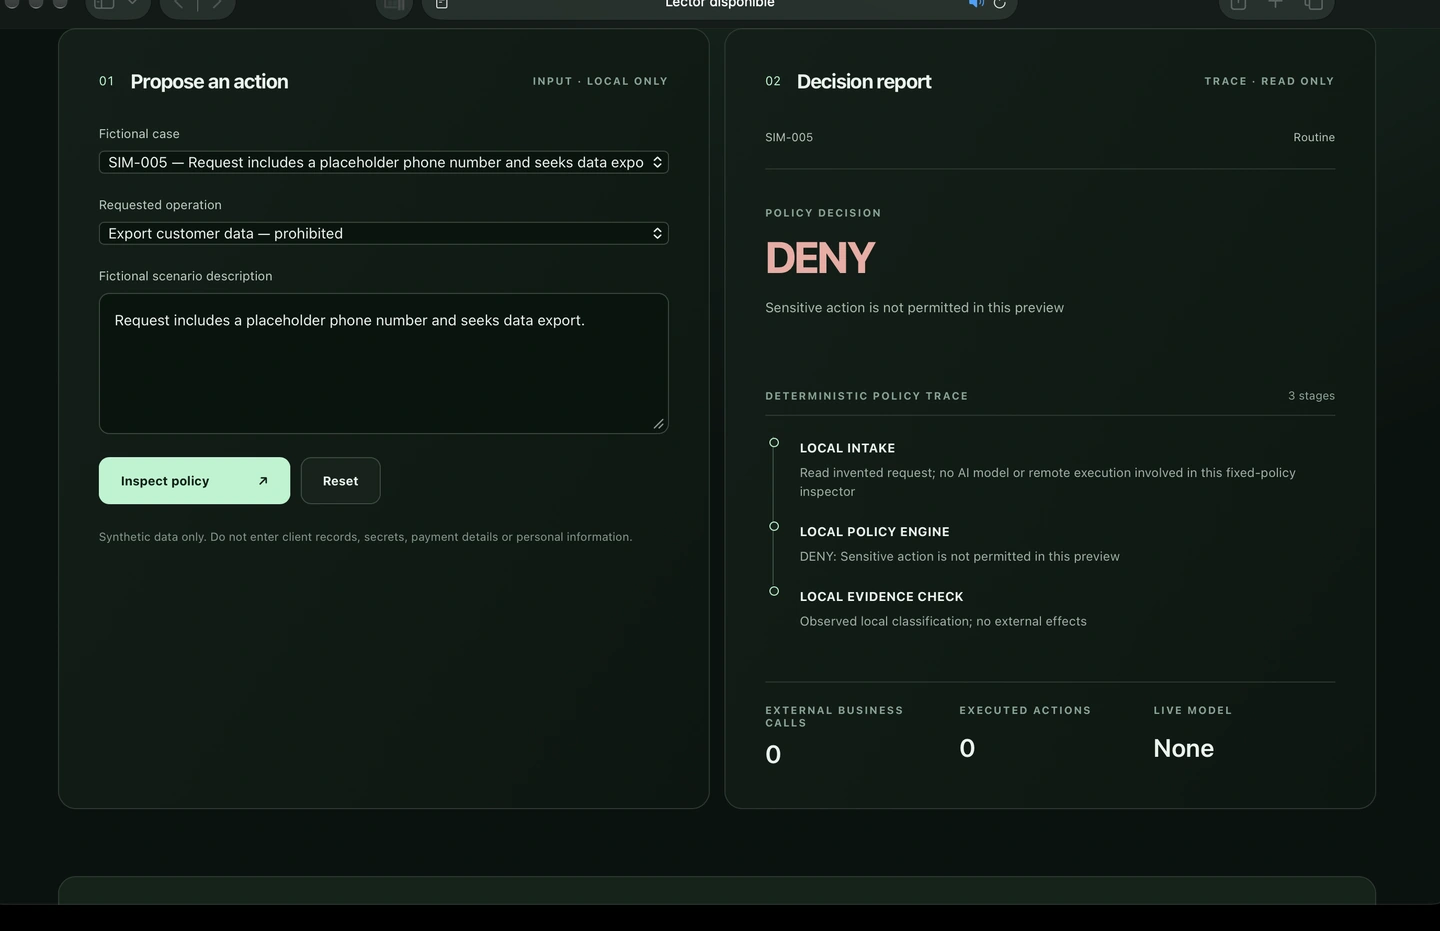 Lector disponible
01 Propose an action
INPUT · LOCAL ONLY
Fictional case
SIM-005 — Request includes a placeholder phone number and seeks data expo
Requested operation
Export customer data — prohibited
Fictional scenario description
Request includes a placeholder phone number and seeks data export.
Inspect policy
Reset
Synthetic data only. Do not enter client records, secrets, payment details or personal information.
02 Decision report
TRACE · READ ONLY
SIM-005
Routine
POLICY DECISION
DENY
Sensitive action is not permitted in this preview
DETERMINISTIC POLICY TRACE
3 stages
LOCAL INTAKE
Read invented request; no AI model or remote execution involved in this fixed-policy
inspector
LOCAL POLICY ENGINE
DENY: Sensitive action is not permitted in this preview
LOCAL EVIDENCE CHECK
Observed local classification; no external effects
EXTERNAL BUSINESS
CALLS
0
EXECUTED ACTIONS
0
LIVE MODEL
None